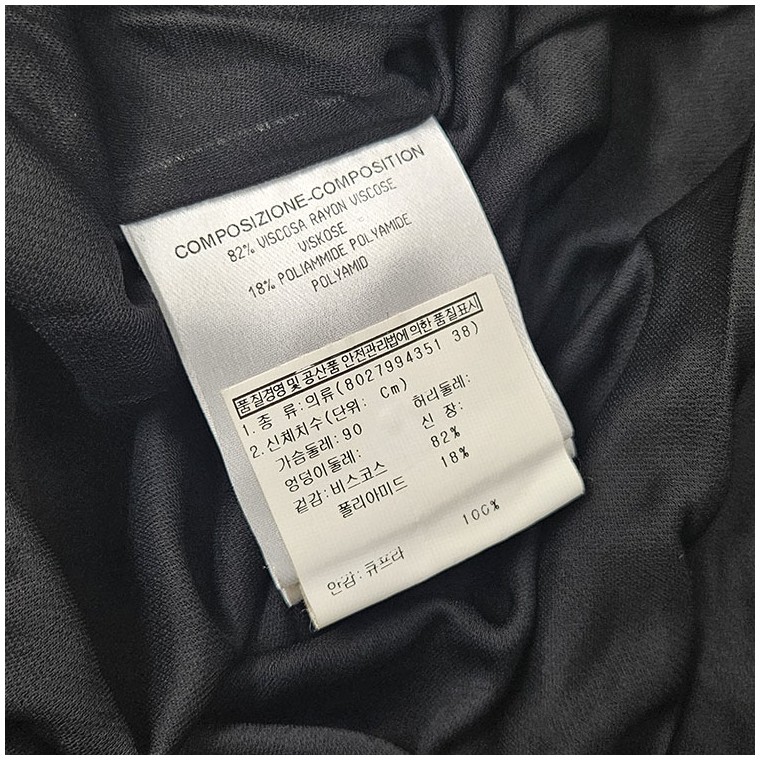 COMPOSIZIONE-COMPOSITION
82% VISCOSA RAYON VISCOSE
VISKOSE
18% POLIAMMIDE POLYAMIDE
POLYAMID
품질경영 및 공산품 안전관리법에 의한 품질표시
1. 종 류:의류(8027994351 38)
2. 신체치수(단위: Cm)
가슴둘레:90 허리둘레:
엉덩이둘레: 신 장:
겉감:비스코스 82%
폴리아미드 18%
안감:큐프라 100%